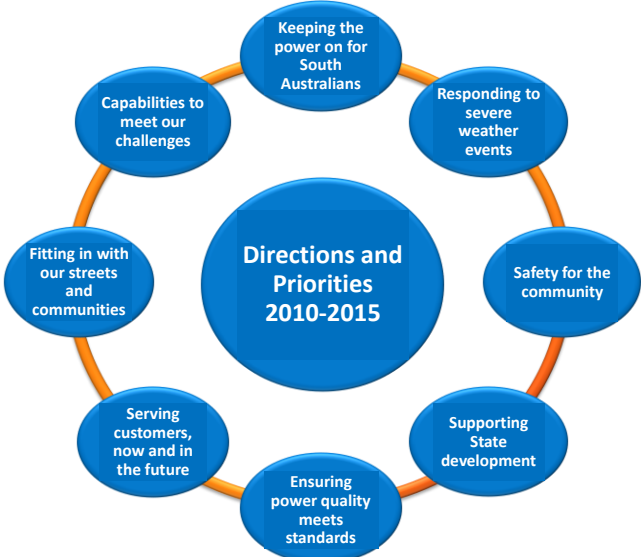 Keeping the
power on for
South
Australians
Responding to
severe
weather
events
Safety for the
community
Supporting
State
development
Ensuring
power quality
meets
standards
Serving
customers,
now and in
the future
Fitting in with
our streets
and
communities
Capabilities to
meet our
challenges
Directions and
Priorities
2010-2015